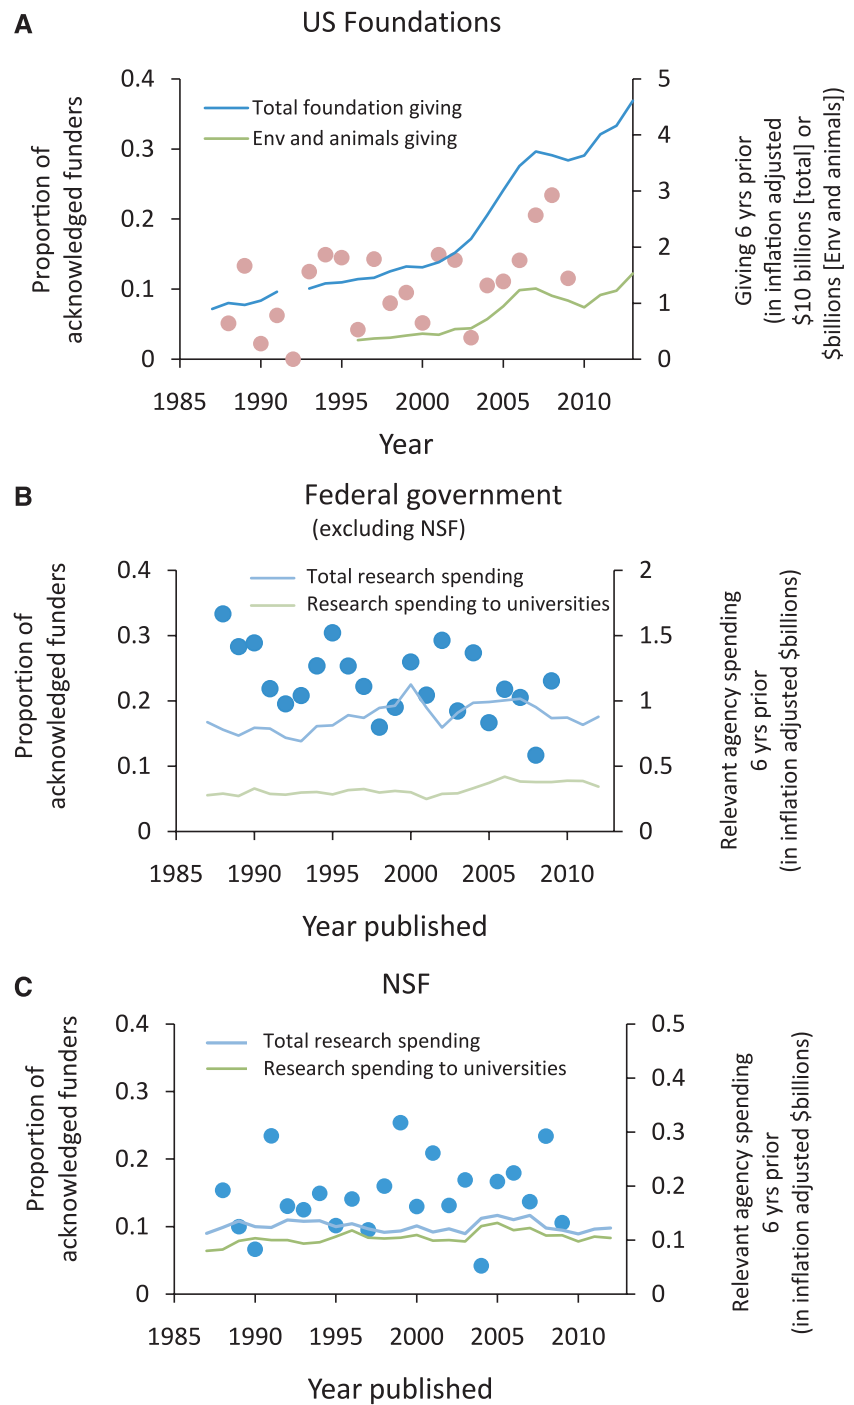 A
US Foundations
Proportion of
acknowledged funders
0.4
0.3
0.2
0.1
0
Total foundation giving
Env and animals giving
5
4
3
2
1
0
Giving 6 yrs prior
(in inflation adjusted
$10 billions [total] or
$billions [Env and animals])
1985 1990 1995 2000 2005 2010
Year
B
Federal government
(excluding NSF)
Proportion of
acknowledged funders
0.4
0.3
0.2
0.1
0
Total research spending
Research spending to universities
2
1.5
1
0.5
0
Relevant agency spending
6 yrs prior
(in inflation adjusted $billions)
1985 1990 1995 2000 2005 2010
Year published
C
NSF
Proportion of
acknowledged funders
0.4
0.3
0.2
0.1
0
Total research spending
Research spending to universities
0.5
0.4
0.3
0.2
0.1
0
Relevant agency spending
6 yrs prior
(in inflation adjusted $billions)
1985 1990 1995 2000 2005 2010
Year published